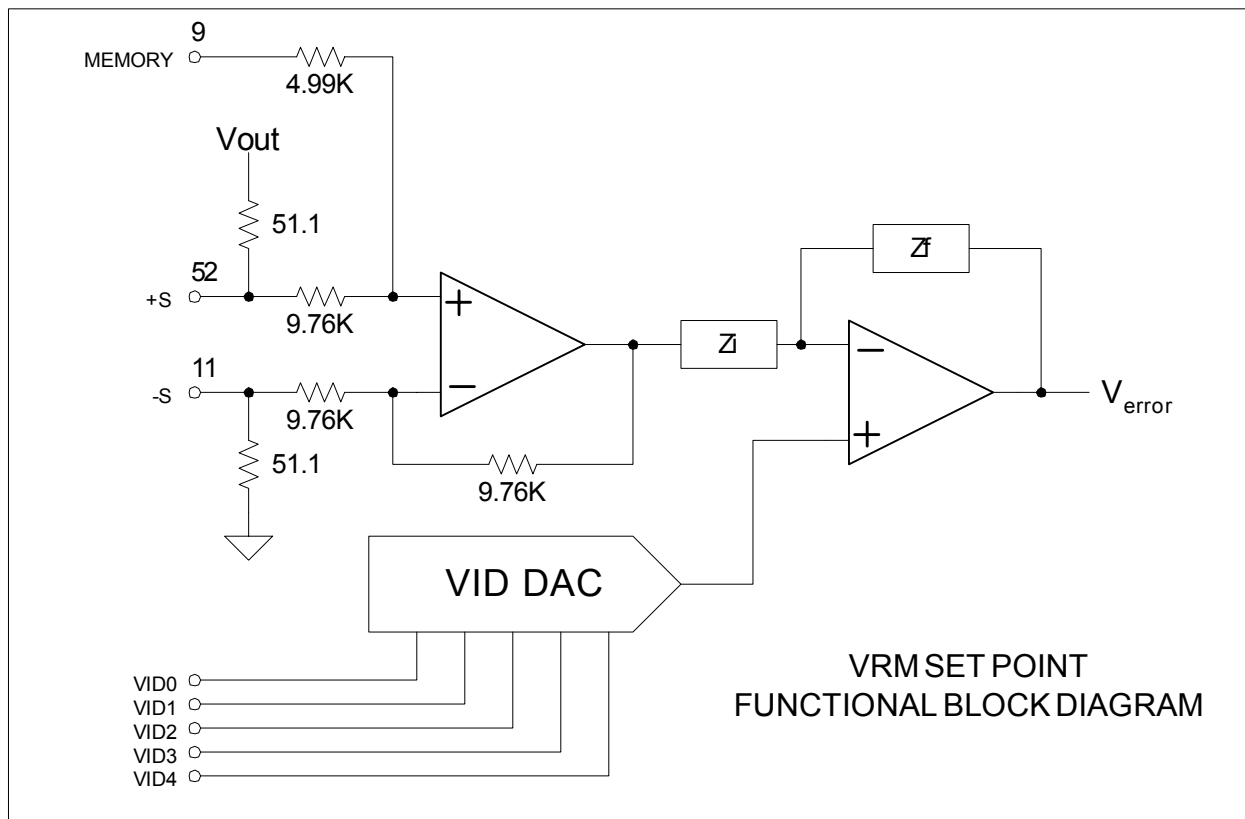 9
MEMORY
4.99K
Vout
51.1
52
+S
9.76K
+
Zf
11
-S
9.76K
−
Zi
−
+
Verror
51.1
9.76K
VID DAC
VID0
VID1
VID2
VID3
VID4
VRM SET POINT
FUNCTIONAL BLOCK DIAGRAM